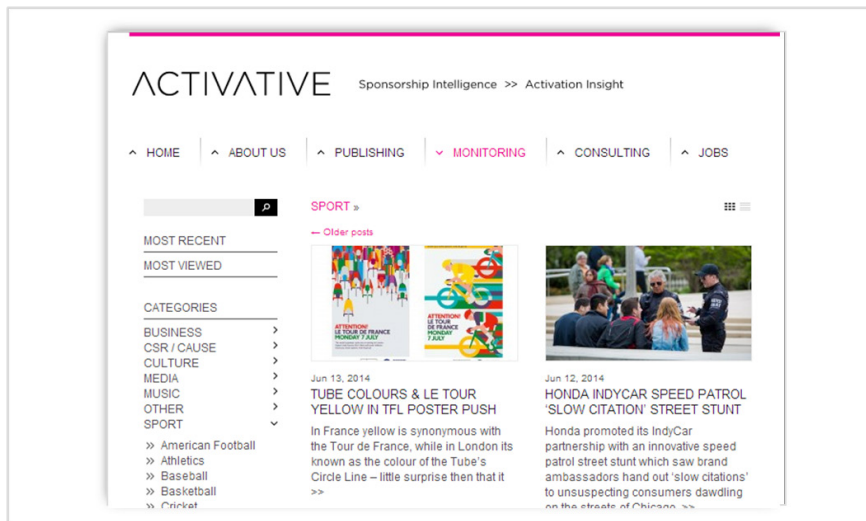 ACTIVATIVE
Sponsorship Intelligence >> Activation Insight
HOME
ABOUT US
PUBLISHING
MONITORING
CONSULTING
JOBS
MOST RECENT
MOST VIEWED
CATEGORIES
BUSINESS
CSR / CAUSE
CULTURE
MEDIA
MUSIC
OTHER
SPORT
>> American Football
>> Athletics
>> Baseball
>> Basketball
>> Cricket
SPORT »
← Older posts
ATTENTION!
LE TOUR DE FRANCE
MONDAY 7 JULY
ATTENTION!
LE TOUR DE FRANCE
MONDAY 7 JULY
Jun 13, 2014
TUBE COLOURS & LE TOUR
YELLOW IN TFL POSTER PUSH
In France yellow is synonymous with
the Tour de France, while in London its
known as the colour of the Tube's
Circle Line – little surprise then that it
>>
Jun 12, 2014
HONDA INDYCAR SPEED PATROL
'SLOW CITATION' STREET STUNT
Honda promoted its IndyCar
partnership with an innovative speed
patrol street stunt which saw brand
ambassadors hand out 'slow citations'
to unsuspecting consumers dawdling
on the streets of Chicago >>